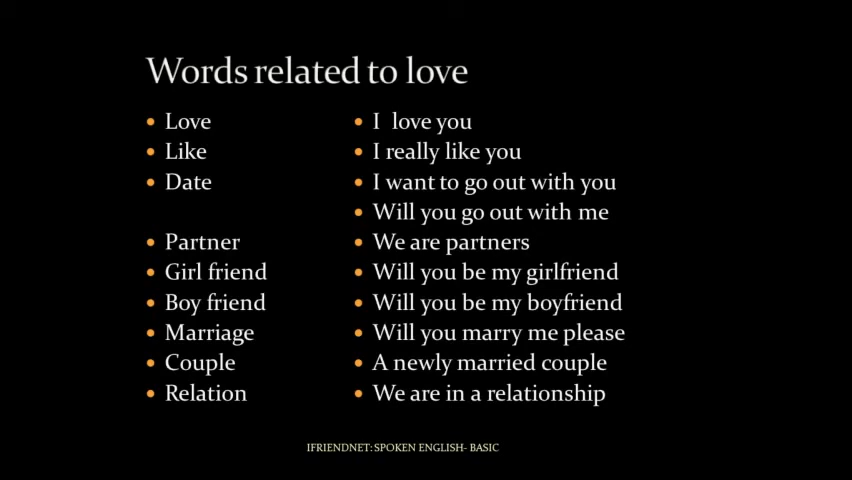 Words related to love
Love I love you
Like I really like you
Date I want to go out with you
Will you go out with me
Partner We are partners
Girl friend Will you be my girlfriend
Boy friend Will you be my boyfriend
Marriage Will you marry me please
Couple A newly married couple
Relation We are in a relationship
IFRIENDNET: SPOKEN ENGLISH- BASIC